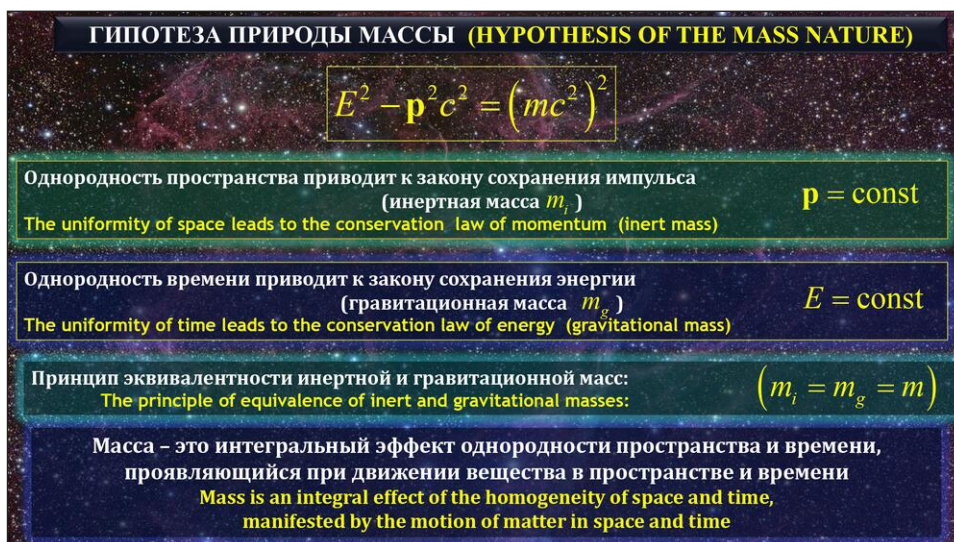 ГИПОТЕЗА ПРИРОДЫ МАССЫ (HYPOTHESIS OF THE MASS NATURE)
E² − p²c² = (mc²)²
Однородность пространства приводит к закону сохранения импульса
(инертная масса mᵢ)
The uniformity of space leads to the conservation law of momentum (inert mass)
p = const
Однородность времени приводит к закону сохранения энергии
(гравитационная масса m_g)
The uniformity of time leads to the conservation law of energy (gravitational mass)
E = const
Принцип эквивалентности инертной и гравитационной масс:
The principle of equivalence of inert and gravitational masses:
(mᵢ = m_g = m)
Масса – это интегральный эффект однородности пространства и времени,
проявляющийся при движении вещества в пространстве и времени
Mass is an integral effect of the homogeneity of space and time,
manifested by the motion of matter in space and time